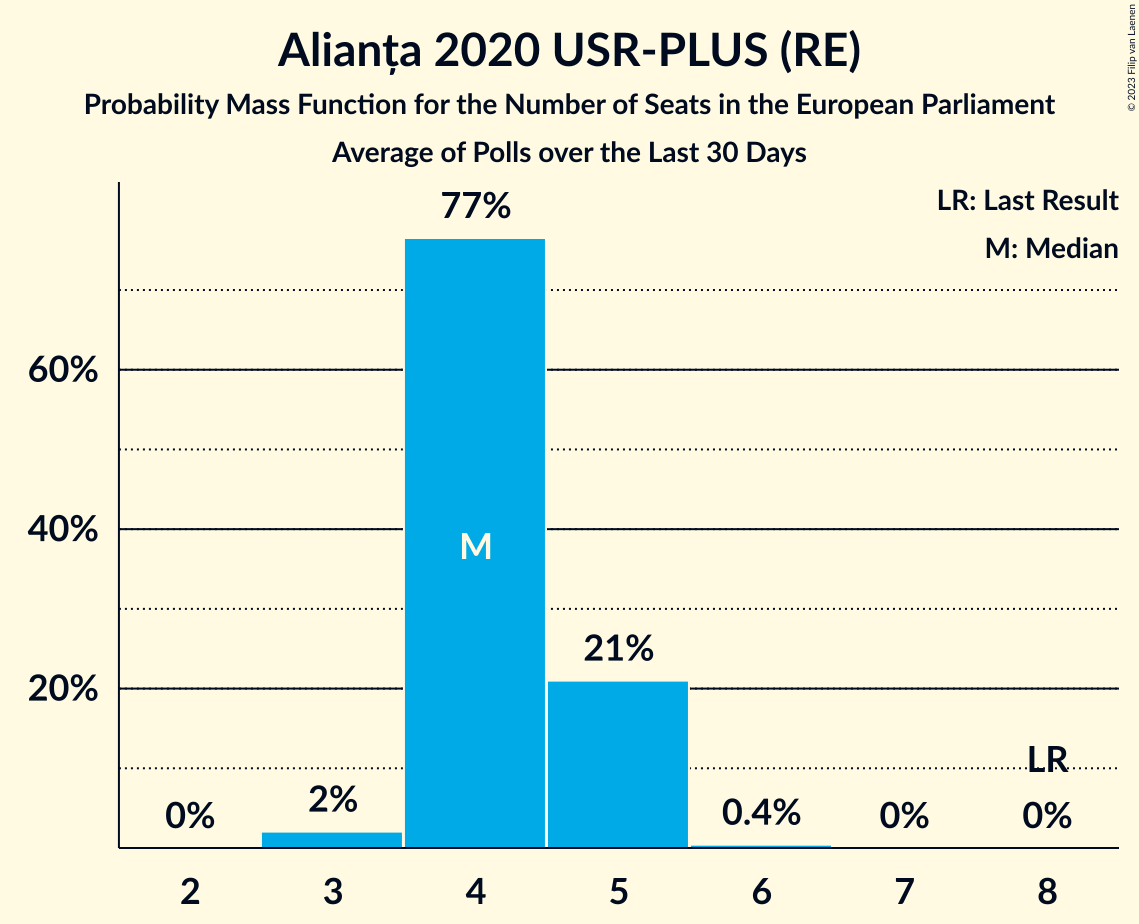 Alianța 2020 USR-PLUS (RE)
Probability Mass Function for the Number of Seats in the European Parliament
Average of Polls over the Last 30 Days
© 2023 Filip van Laenen
LR: Last Result
M: Median
77%
60%
40%
M
21%
20%
LR
0%
2%
0.4%
0%
0%
2
3
4
5
6
7
8